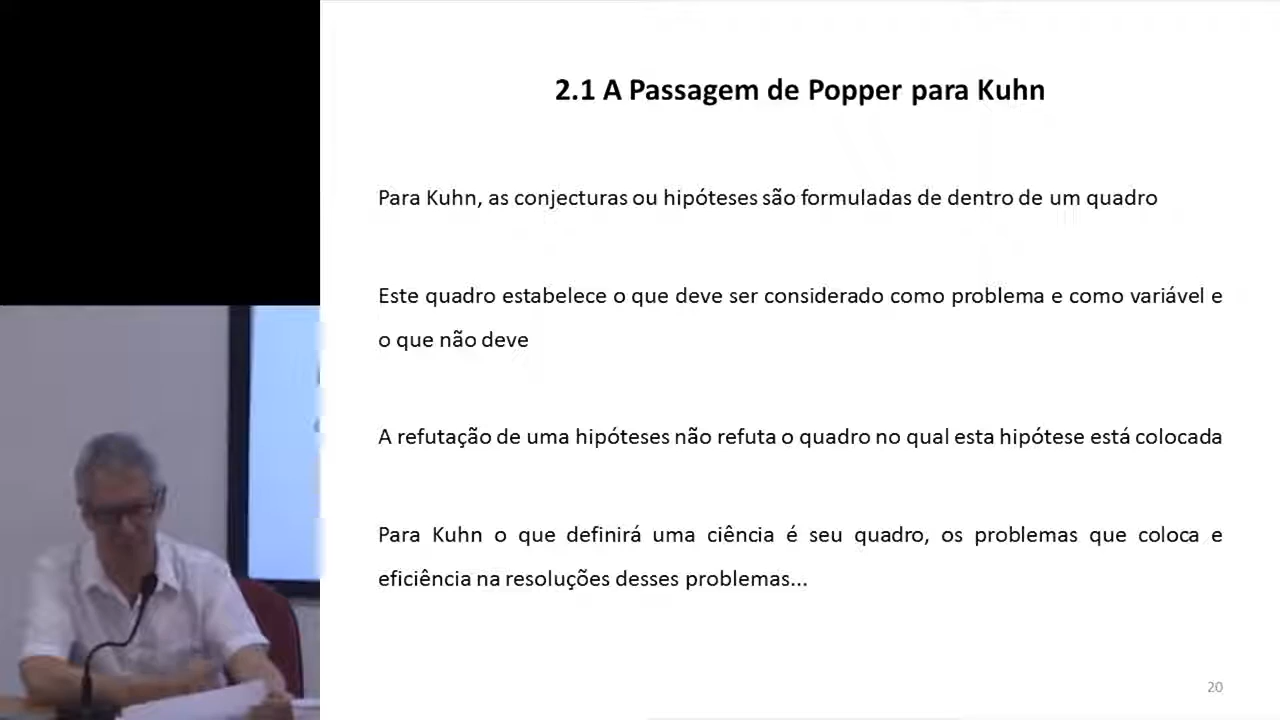 2.1 A Passagem de Popper para Kuhn
Para Kuhn, as conjecturas ou hipóteses são formuladas de dentro de um quadro
Este quadro estabelece o que deve ser considerado como problema e como variável e
o que não deve
A refutação de uma hipóteses não refuta o quadro no qual esta hipótese está colocada
Para Kuhn o que definirá uma ciência é seu quadro, os problemas que coloca e
eficiência na resoluções desses problemas...
20